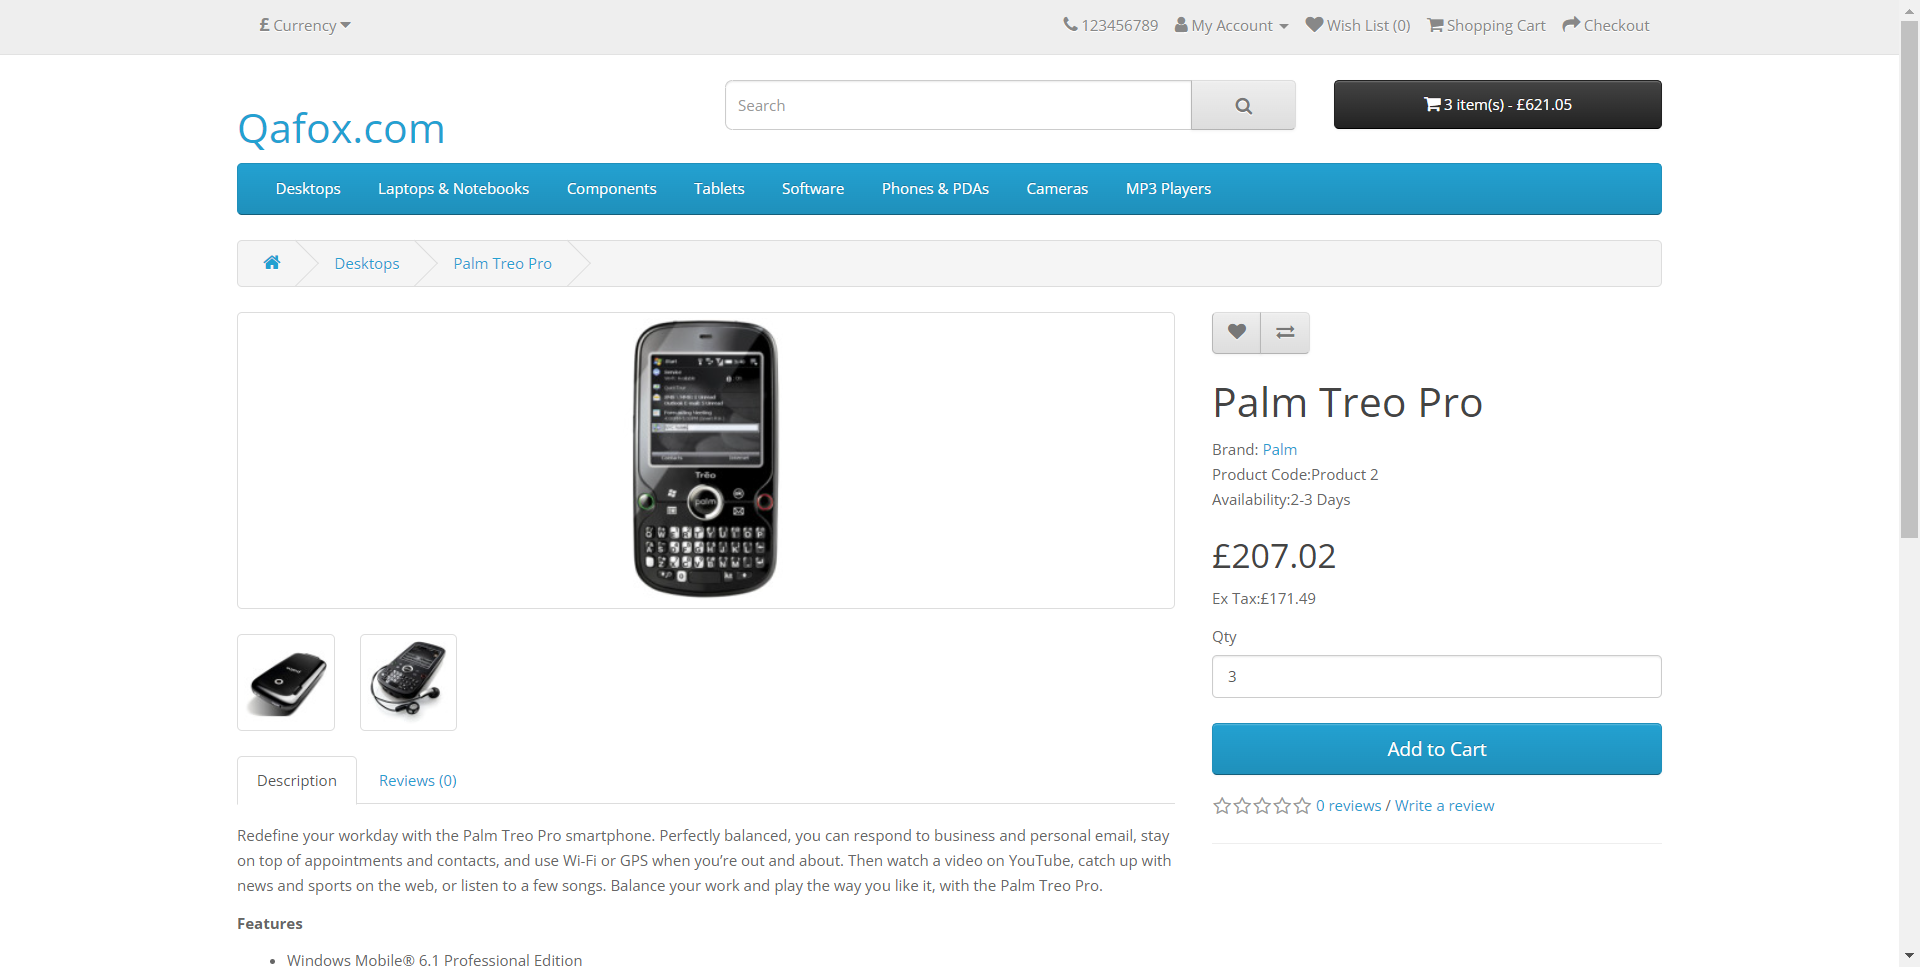 £ Currency
123456789 My Account Wish List (0) Shopping Cart Checkout
Qafox.com
Search
3 item(s) - £621.05
Desktops Laptops & Notebooks Components Tablets Software Phones & PDAs Cameras MP3 Players
Desktops Palm Treo Pro
Trēo
palm
Palm Treo Pro
Brand: Palm
Product Code:Product 2
Availability:2-3 Days
£207.02
Ex Tax:£171.49
Qty
3
Add to Cart
0 reviews / Write a review
Description Reviews (0)
Redefine your workday with the Palm Treo Pro smartphone. Perfectly balanced, you can respond to business and personal email, stay
on top of appointments and contacts, and use Wi-Fi or GPS when you’re out and about. Then watch a video on YouTube, catch up with
news and sports on the web, or listen to a few songs. Balance your work and play the way you like it, with the Palm Treo Pro.
Features
• Windows Mobile® 6.1 Professional Edition